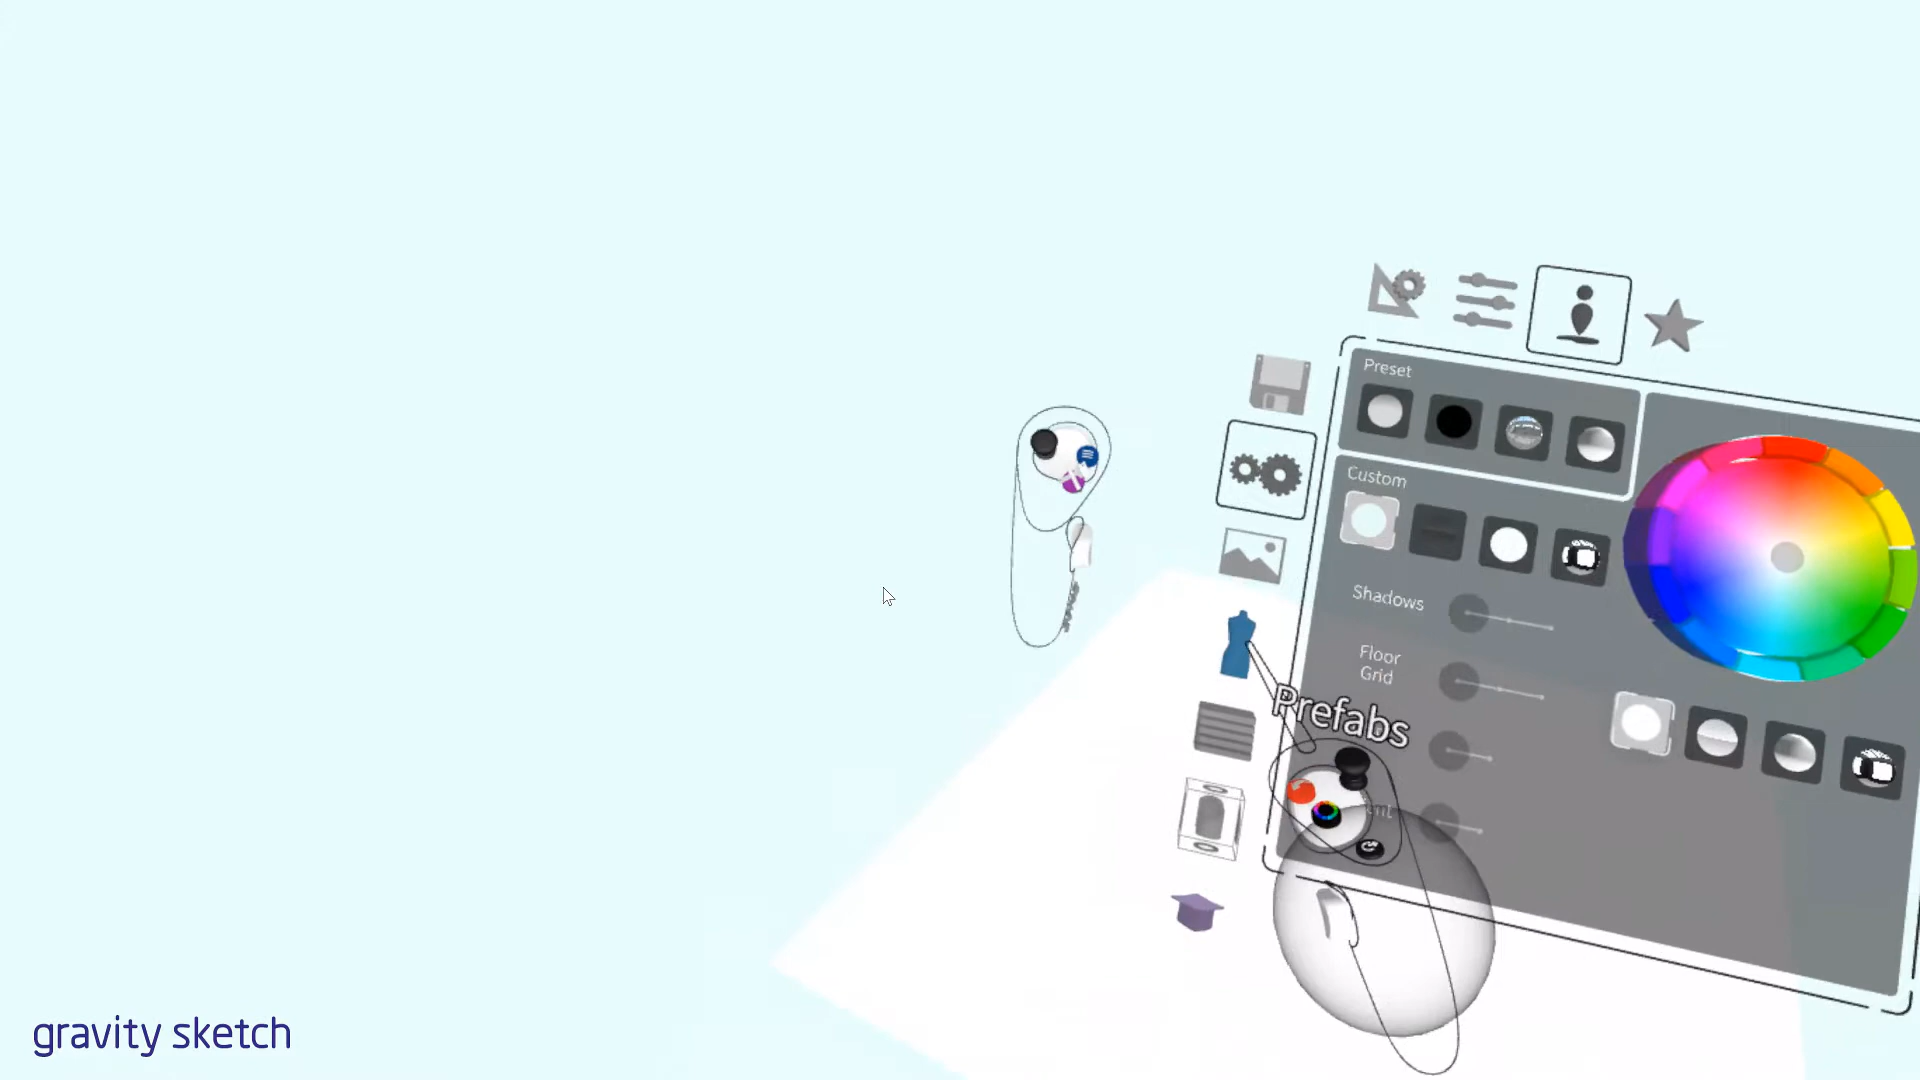 Preset
Custom
Shadows
Floor
Grid
Prefabs
gravity sketch